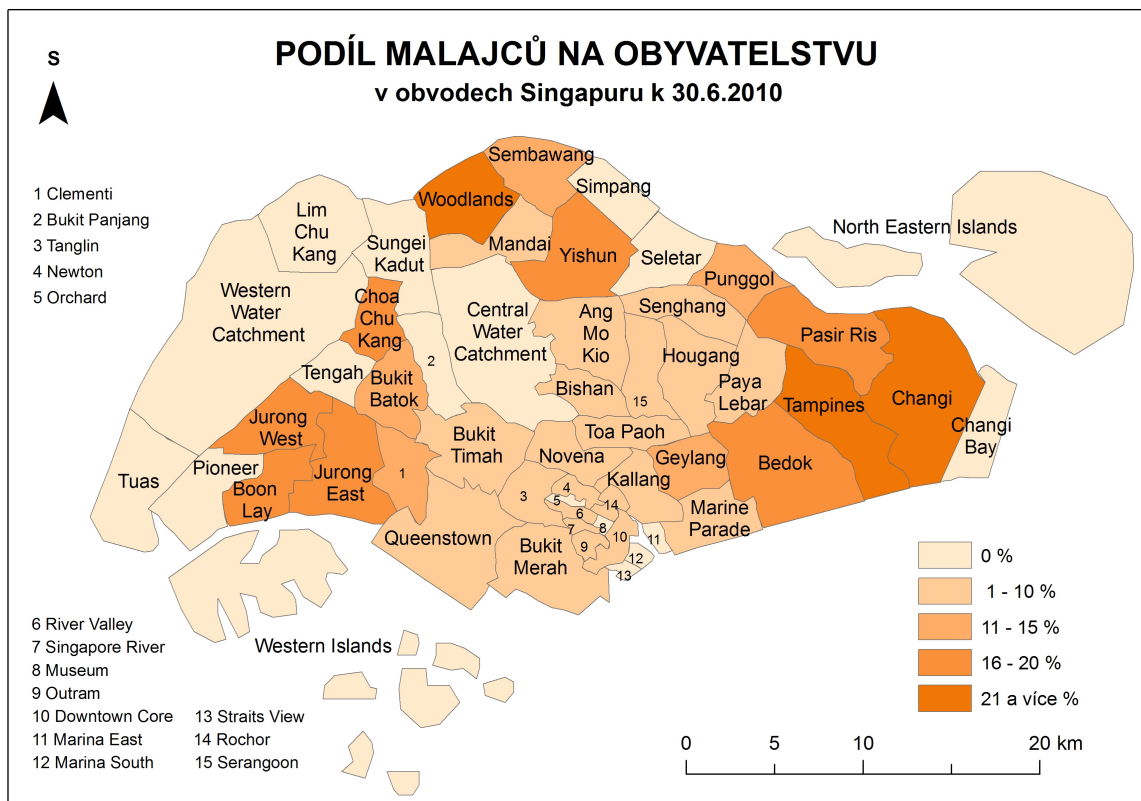 PODÍL MALAJCŮ NA OBYVATELSTVU
v obvodech Singapuru k 30.6.2010
S
1 Clementi
2 Bukit Panjang
3 Tanglin
4 Newton
5 Orchard
Sembawang
Simpang
Woodlands
Lim
Chu
Kang
Sungei
Kadut
Mandai
Yishun
Seletar
North Eastern Islands
Punggol
Western
Water
Catchment
Choa
Chu
Kang
Central
Water
Catchment
Ang
Mo
Kio
Senghang
Pasir Ris
Hougang
Tengah
Bukit
Batok
2
Bishan
15
Paya
Lebar
Tampines
Changi
Changi
Bay
Jurong
West
Bukit
Timah
Toa Paoh
Novena
Geylang
Bedok
Tuas
Pioneer
Boon
Lay
Jurong
East
1
Kallang
3
4
5
6
7
8
9
10
11
12
13
14
Marine
Parade
Queenstown
Bukit
Merah
0 %
1 - 10 %
11 - 15 %
16 - 20 %
21 a více %
Western Islands
6 River Valley
7 Singapore River
8 Museum
9 Outram
10 Downtown Core
11 Marina East
12 Marina South
13 Straits View
14 Rochor
15 Serangoon
0 5 10 20 km